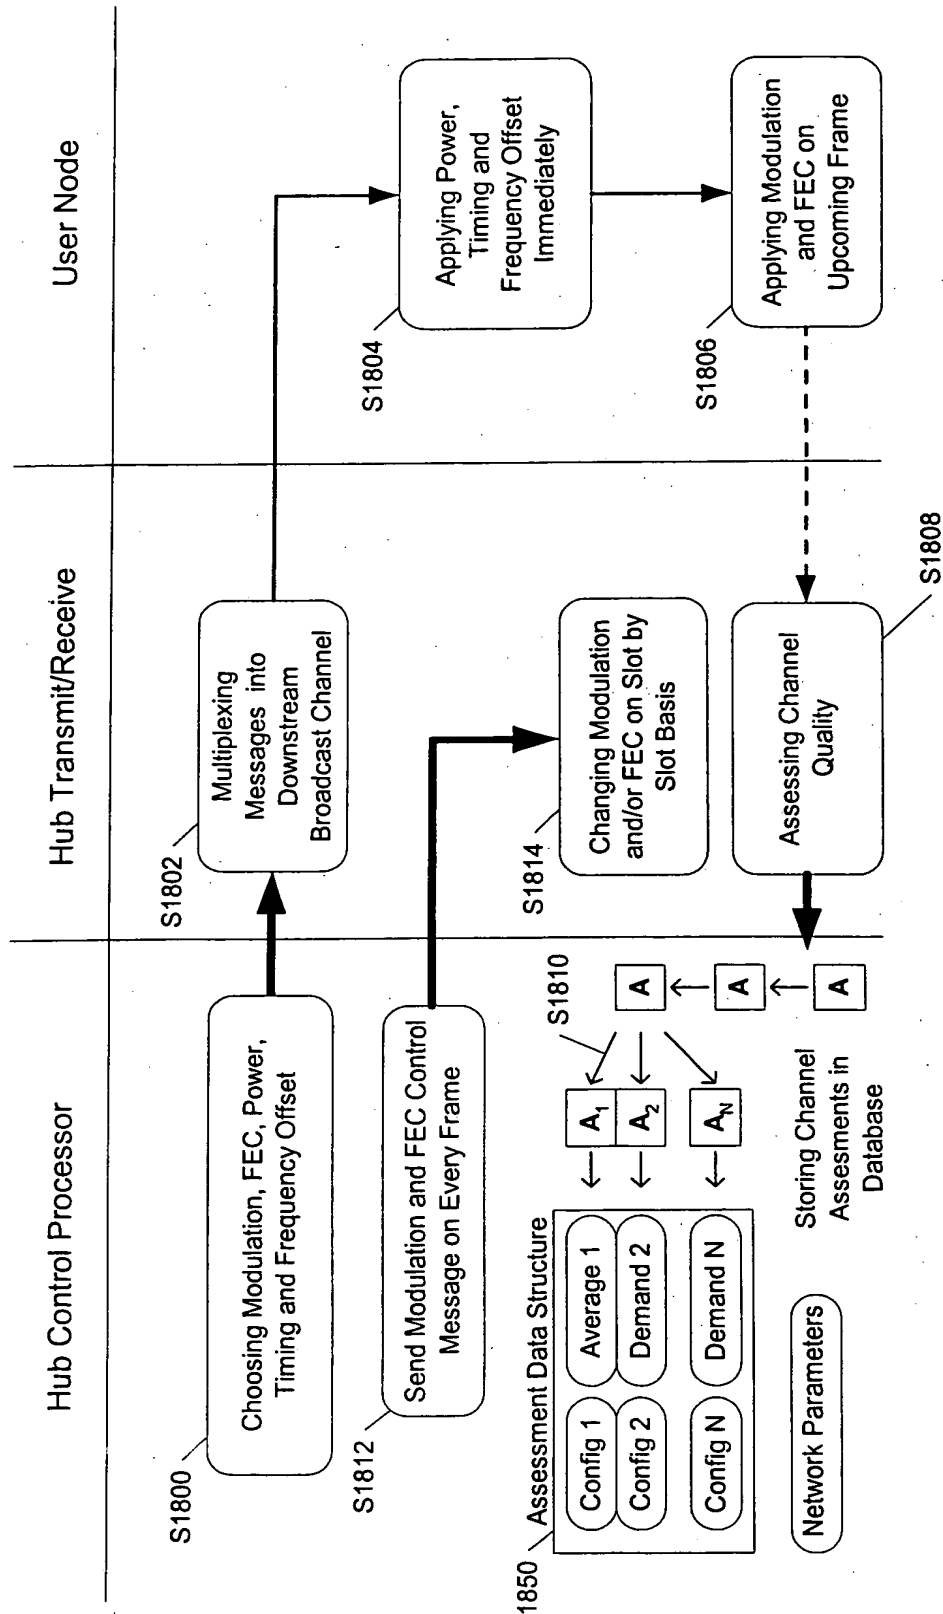 Hub Control Processor
Hub Transmit/Receive
User Node
S1800
Choosing Modulation, FEC, Power,
Timing and Frequency Offset
S1802
Multiplexing
Messages into
Downstream
Broadcast Channel
S1804
Applying Power,
Timing and
Frequency Offset
Immediately
S1812
Send Modulation and FEC Control
Message on Every Frame
S1814
Changing Modulation
and/or FEC on Slot by
Slot Basis
S1806
Applying Modulation
and FEC on
Upcoming Frame
Assessing Channel
Quality
S1808
1850
Assessment Data Structure
Config 1
Average 1
A1
Config 2
Demand 2
A2
Config N
Demand N
AN
S1810
A
A
A
Storing Channel
Assesments in
Database
Network Parameters